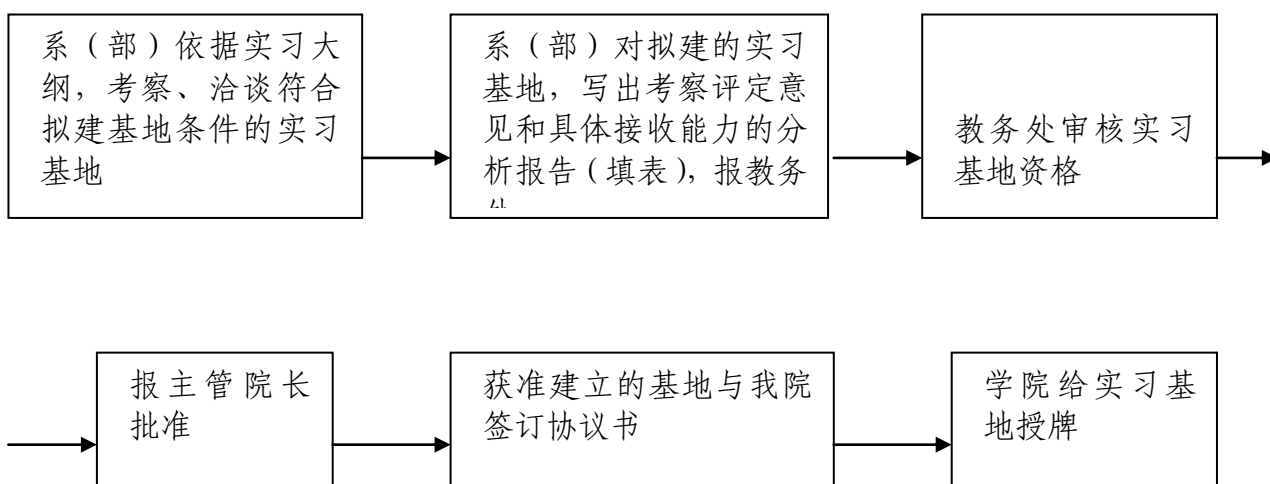 系（部）依据实习大
纲，考察、洽谈符合
拟建基地条件的实习
基地
系（部）对拟建的实习
基地，写出考察评定意
见和具体接收能力的分
析报告（填表），报教务
教务处审核实习
基地资格
报主管院长
批准
获准建立的基地与我院
签订协议书
学院给实习基
地授牌